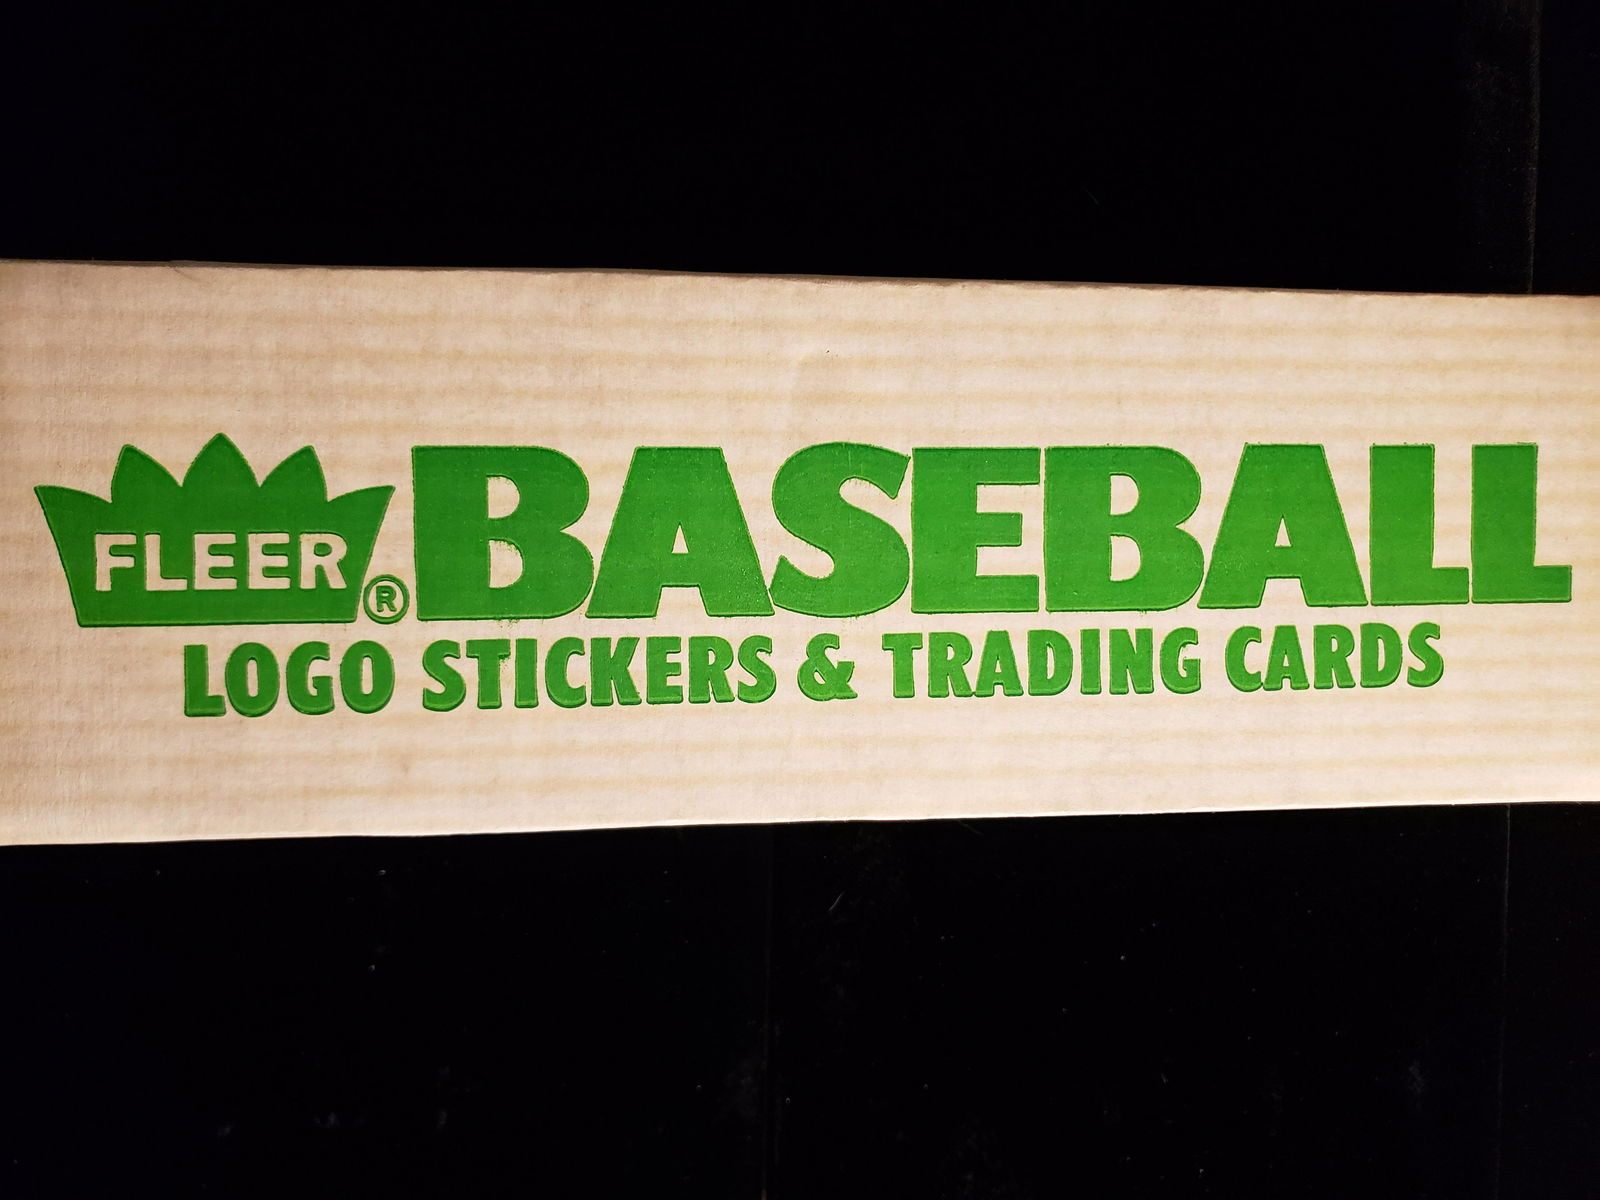 FLEER® BASEBALL
LOGO STICKERS & TRADING CARDS